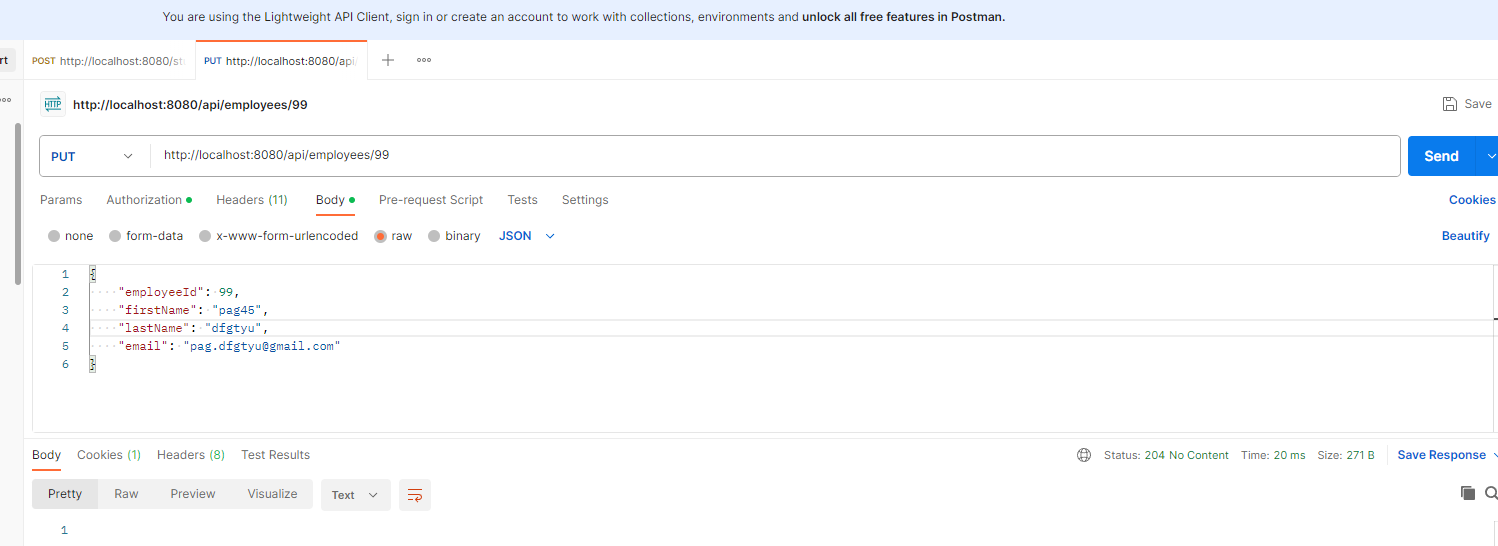 You are using the Lightweight API Client, sign in or create an account to work with collections, environments and unlock all free features in Postman.
rt
POST http://localhost:8080/st
PUT http://localhost:8080/api
HTTP http://localhost:8080/api/employees/99
Save
PUT http://localhost:8080/api/employees/99 Send
Params Authorization Headers (11) Body Pre-request Script Tests Settings Cookies
none form-data x-www-form-urlencoded raw binary JSON Beautify
1 {
2 "employeeId": 99,
3 "firstName": "pag45",
4 "lastName": "dfgtyu",
5 "email": "pag.dfgtyu@gmail.com"
6 }
Body Cookies (1) Headers (8) Test Results Status: 204 No Content Time: 20 ms Size: 271 B Save Response
Pretty Raw Preview Visualize Text
1